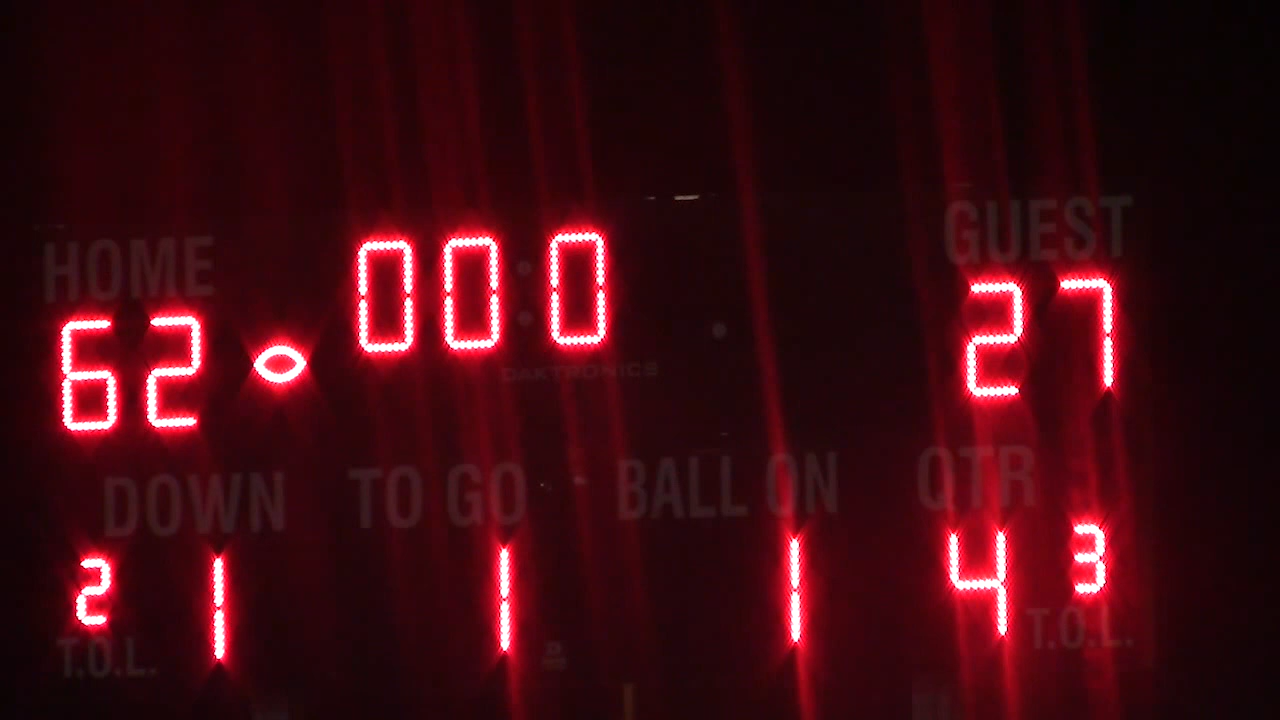 HOME 000 GUEST
62 27
DAKTRONICS
DOWN TO GO BALL ON QTR
2 1 1 1 4 3
T.O.L. T.O.L.